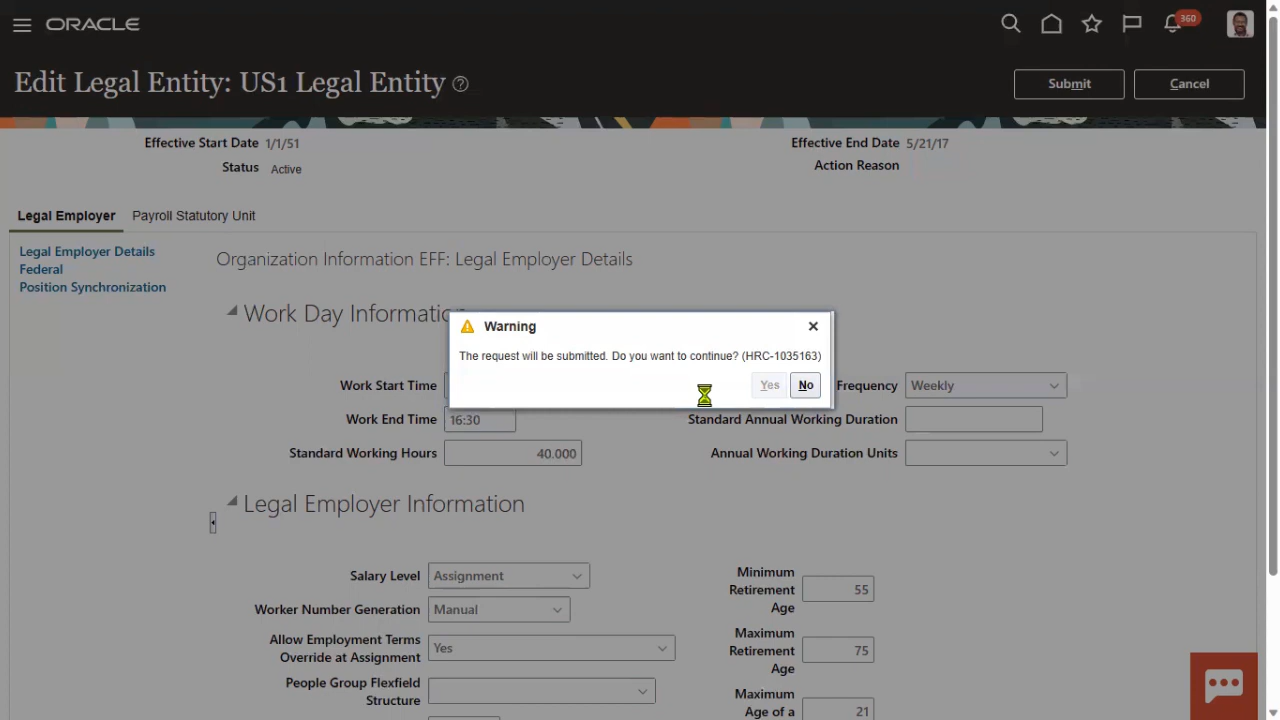 ORACLE
360
Edit Legal Entity: US1 Legal Entity
Submit
Cancel
Effective Start Date 1/1/51
Effective End Date 5/21/17
Status Active
Action Reason
Legal Employer Payroll Statutory Unit
Legal Employer Details
Federal
Position Synchronization
Organization Information EFF: Legal Employer Details
Work Day Information
Warning
The request will be submitted. Do you want to continue? (HRC-1035163)
Yes
No
Work Start Time
Frequency Weekly
Work End Time 16:30
Standard Annual Working Duration
Standard Working Hours 40.000
Annual Working Duration Units
Legal Employer Information
Salary Level Assignment
Worker Number Generation Manual
Allow Employment Terms
Override at Assignment Yes
People Group Flexfield
Structure
Minimum
Retirement
Age
55
Maximum
Retirement
Age
75
Maximum
Age of a
21